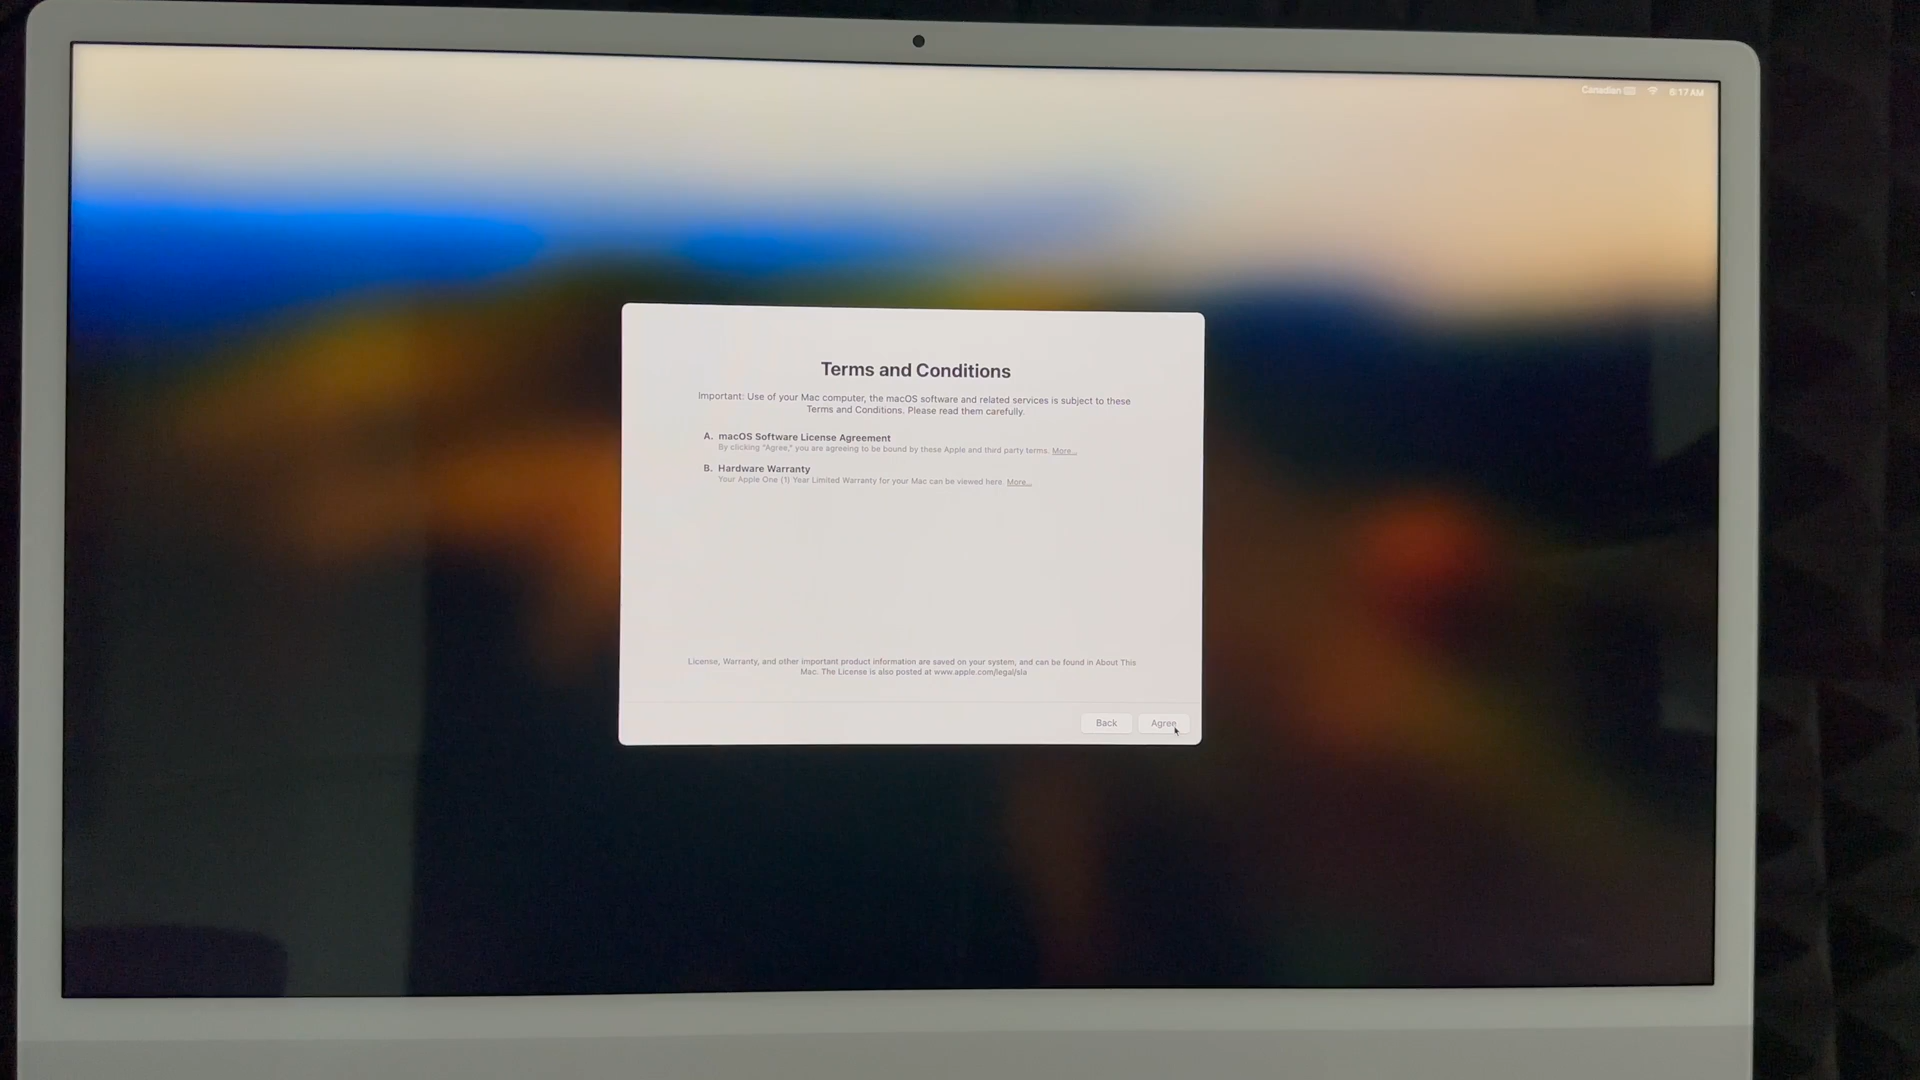 Canadian 6:17 AM
Terms and Conditions
Important: Use of your Mac computer, the macOS software and related services is subject to these
Terms and Conditions. Please read them carefully.
A. macOS Software License Agreement
By clicking "Agree," you are agreeing to be bound by these Apple and third party terms. More...
B. Hardware Warranty
Your Apple One (1) Year Limited Warranty for your Mac can be viewed here. More...
License, Warranty, and other important product information are saved on your system, and can be found in About This
Mac. The License is also posted at www.apple.com/legal/sla
Back Agree